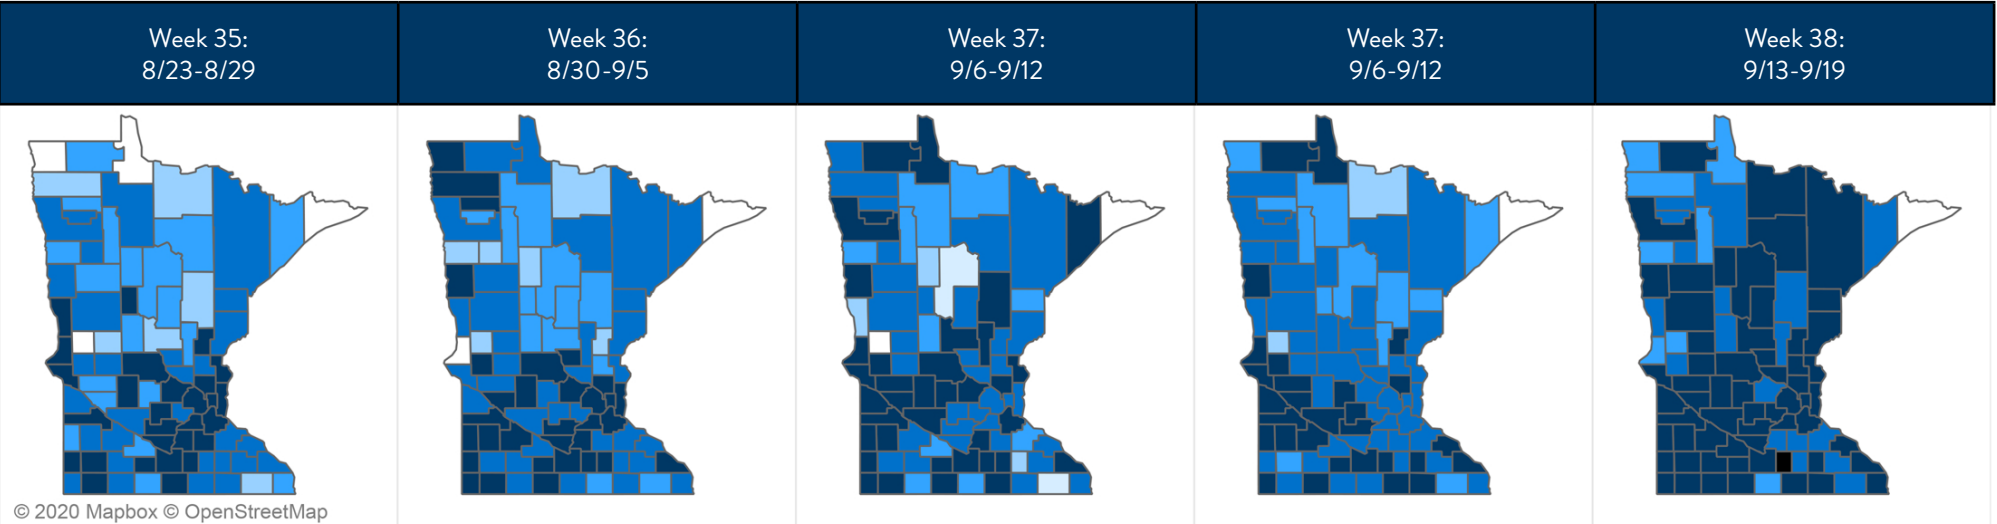 Week 35:
8/23-8/29
Week 36:
8/30-9/5
Week 37:
9/6-9/12
Week 37:
9/6-9/12
Week 38:
9/13-9/19
© 2020 Mapbox © OpenStreetMap